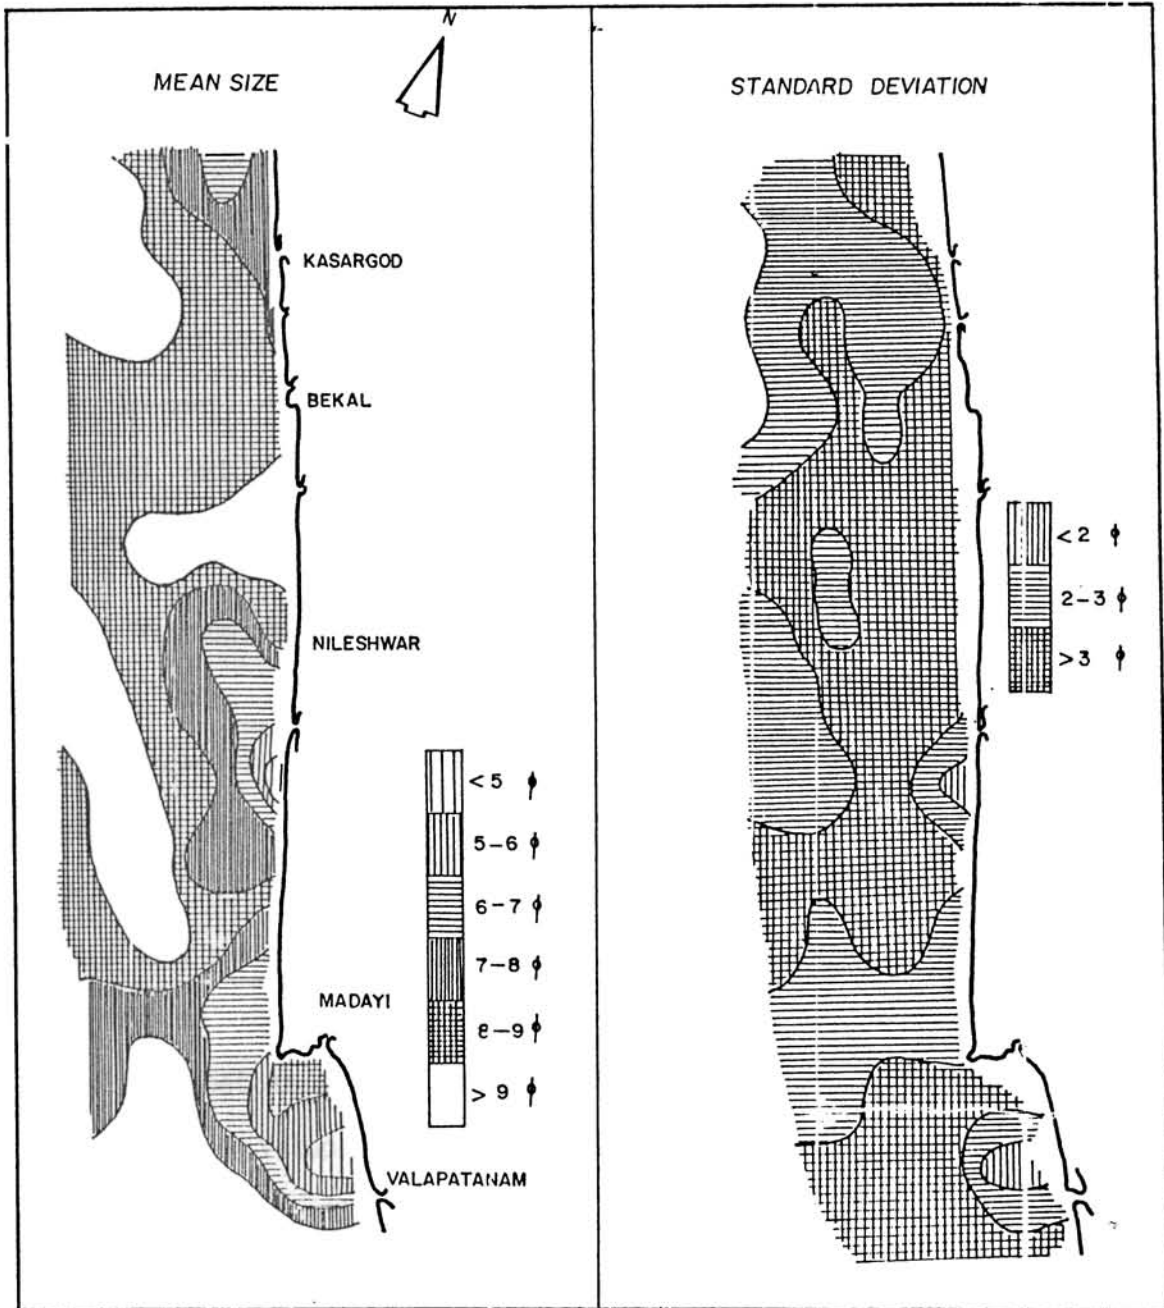 N
MEAN SIZE
KASARGOD
BEKAL
NILESHWAR
MADAYI
VALAPATANAM
<5 ϕ
5-6 ϕ
6-7 ϕ
7-8 ϕ
8-9 ϕ
>9 ϕ
STANDARD DEVIATION
<2 ϕ
2-3 ϕ
>3 ϕ